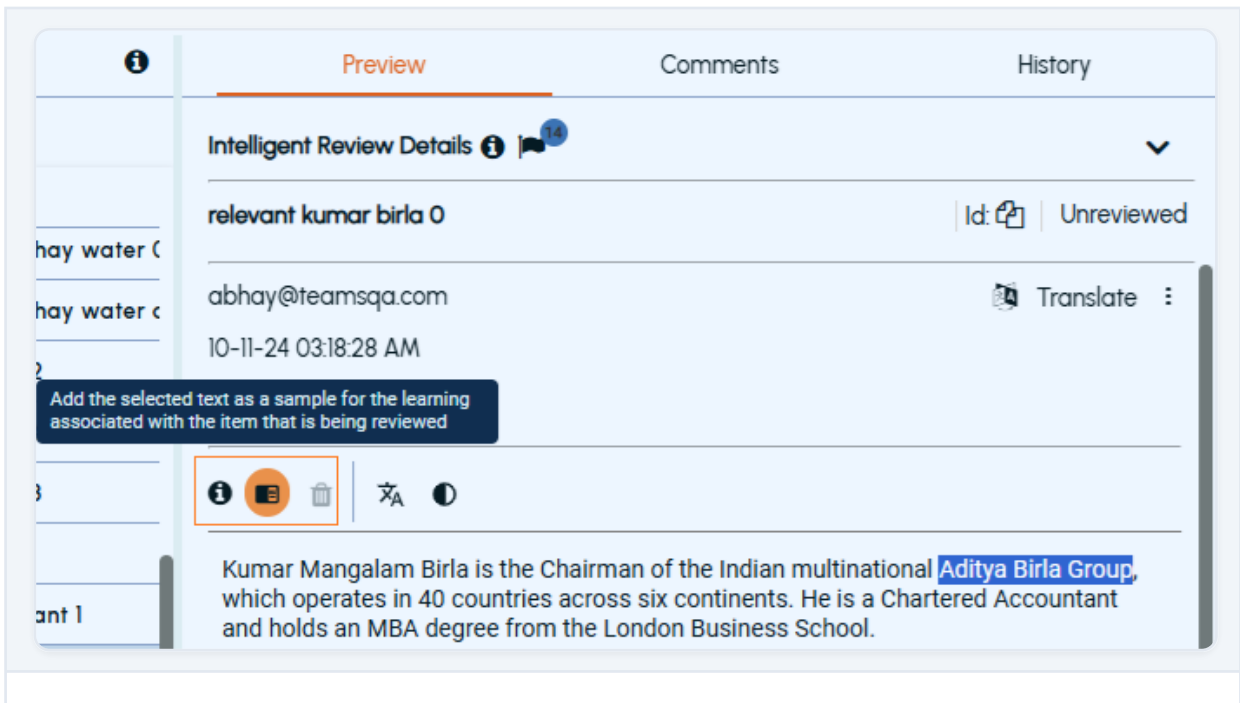 Preview
Comments
History
Intelligent Review Details 14
relevant kumar birla 0
Id:
Unreviewed
hay water
hay water
abhay@teamsqa.com
Translate
10-11-24 03:18:28 AM
2
Add the selected text as a sample for the learning
associated with the item that is being reviewed
3
Kumar Mangalam Birla is the Chairman of the Indian multinational Aditya Birla Group,
which operates in 40 countries across six continents. He is a Chartered Accountant
and holds an MBA degree from the London Business School.
ant 1